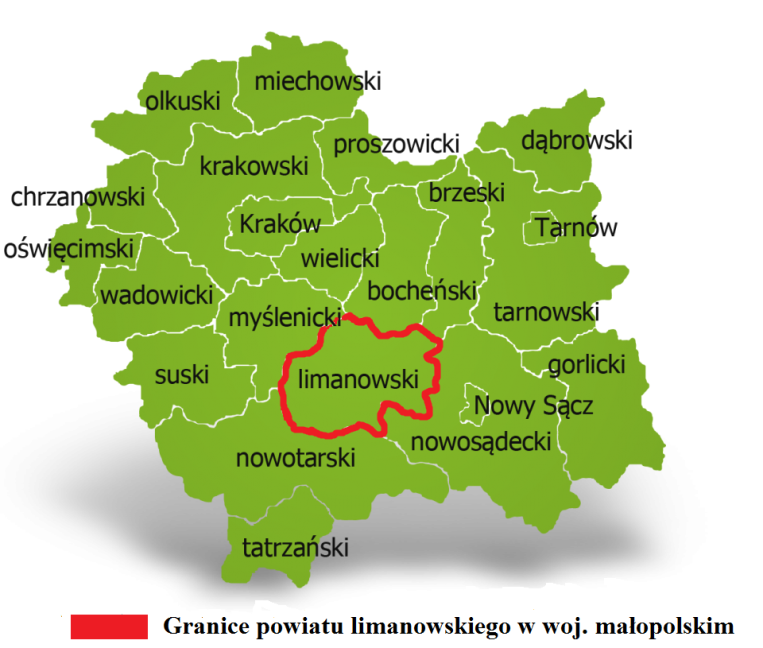 miechowski
olkuski
proszowicki
dąbrowski
krakowski
chrzanowski
brzeski
Kraków
Tarnów
oświęcimski
wielicki
wadowicki
bocheński
myślenicki
tarnowski
suski
limanowski
gorlicki
Nowy Sącz
nowosądecki
nowotarski
tatrzański
Granice powiatu limanowskiego w woj. małopolskim